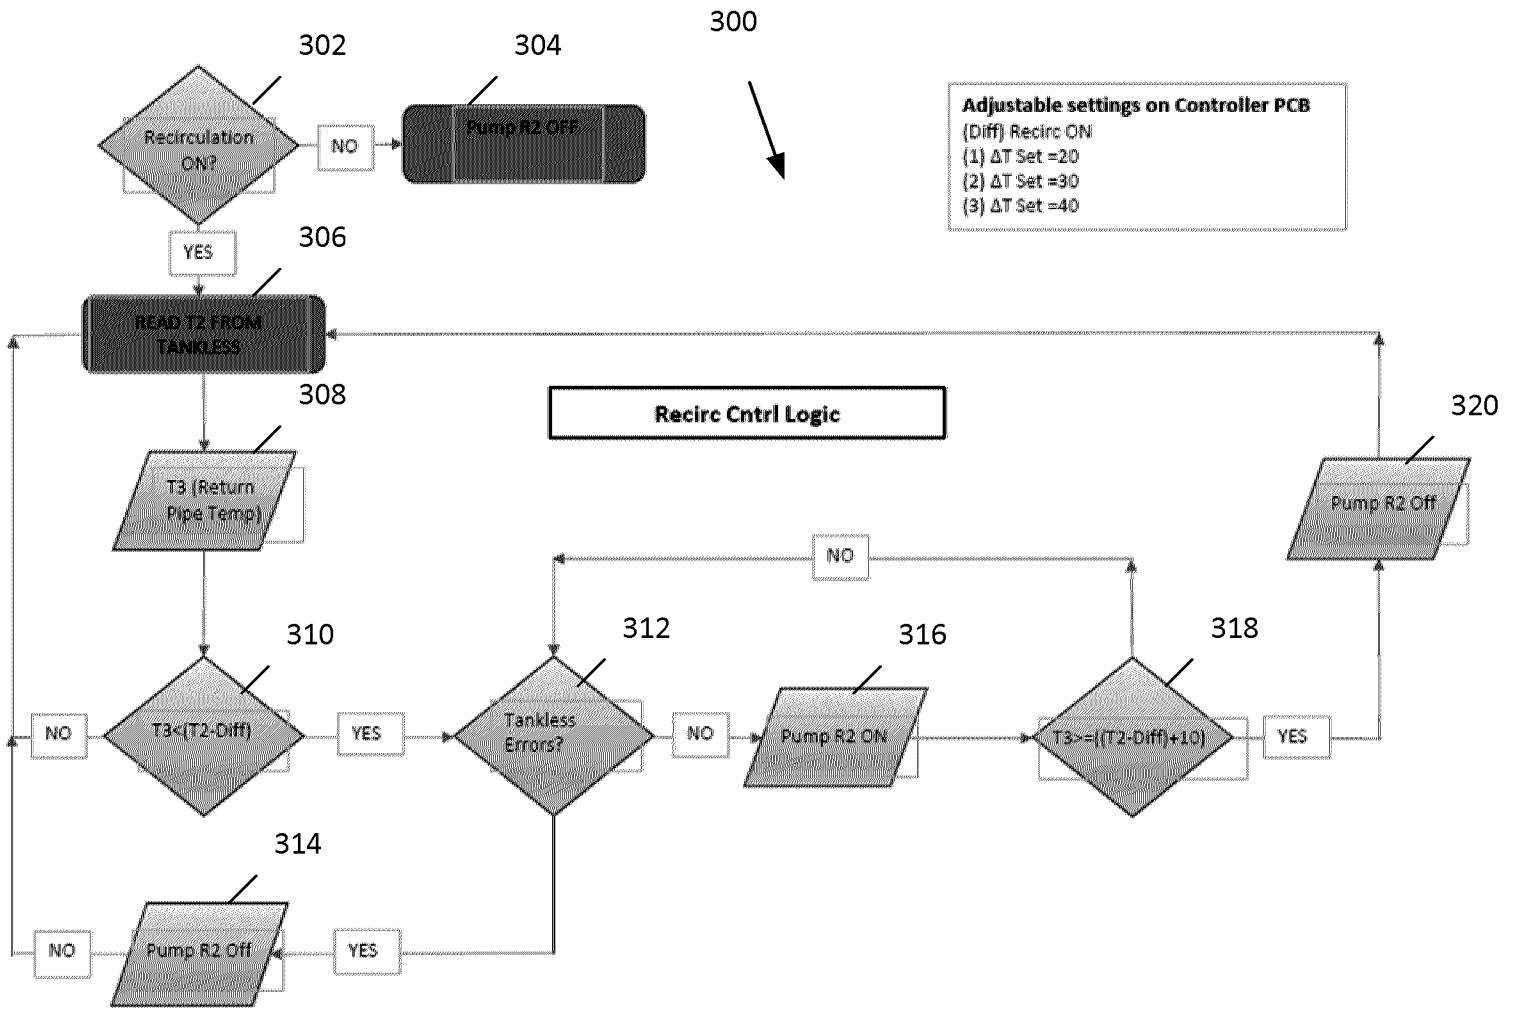 300
302
304
Adjustable settings on Controller PCB
(Diff) Recirc ON
(1) ΔT Set =20
(2) ΔT Set =30
(3) ΔT Set =40
Recirculation
ON?
NO
Pump R2 OFF
YES
306
READ T2 FROM
TANKLESS
308
Recirc Cntrl Logic
320
T3 (Return
Pipe Temp)
Pump R2 Off
NO
310
312
316
318
NO
T3<(T2-Diff)
YES
Tankless
Errors?
NO
Pump R2 ON
T3>=((T2-Diff)+10)
YES
314
NO
Pump R2 Off
YES